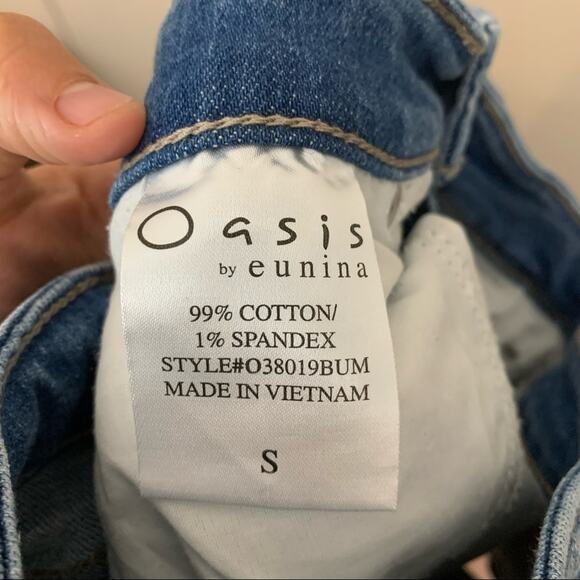 Oasis
by eunina
99% COTTON/
1% SPANDEX
STYLE#O38019BUM
MADE IN VIETNAM
S